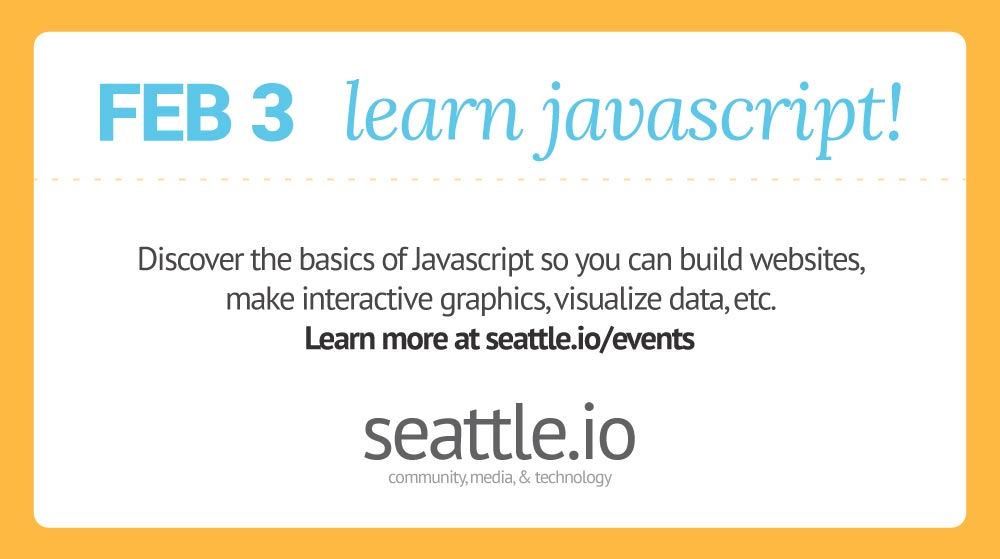 FEB 3 learn javascript!
Discover the basics of Javascript so you can build websites,
make interactive graphics, visualize data, etc.
Learn more at seattle.io/events
seattle.io
community, media, & technology